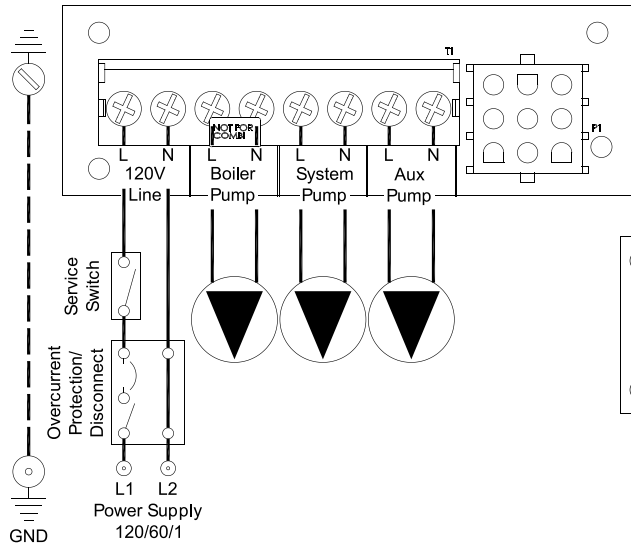 T1
P1
NOT FOR
COMBI
L N L N L N L N
120V
Line
Boiler
Pump
System
Pump
Aux
Pump
Service
Switch
Overcurrent
Protection/
Disconnect
L1 L2
Power Supply
120/60/1
GND